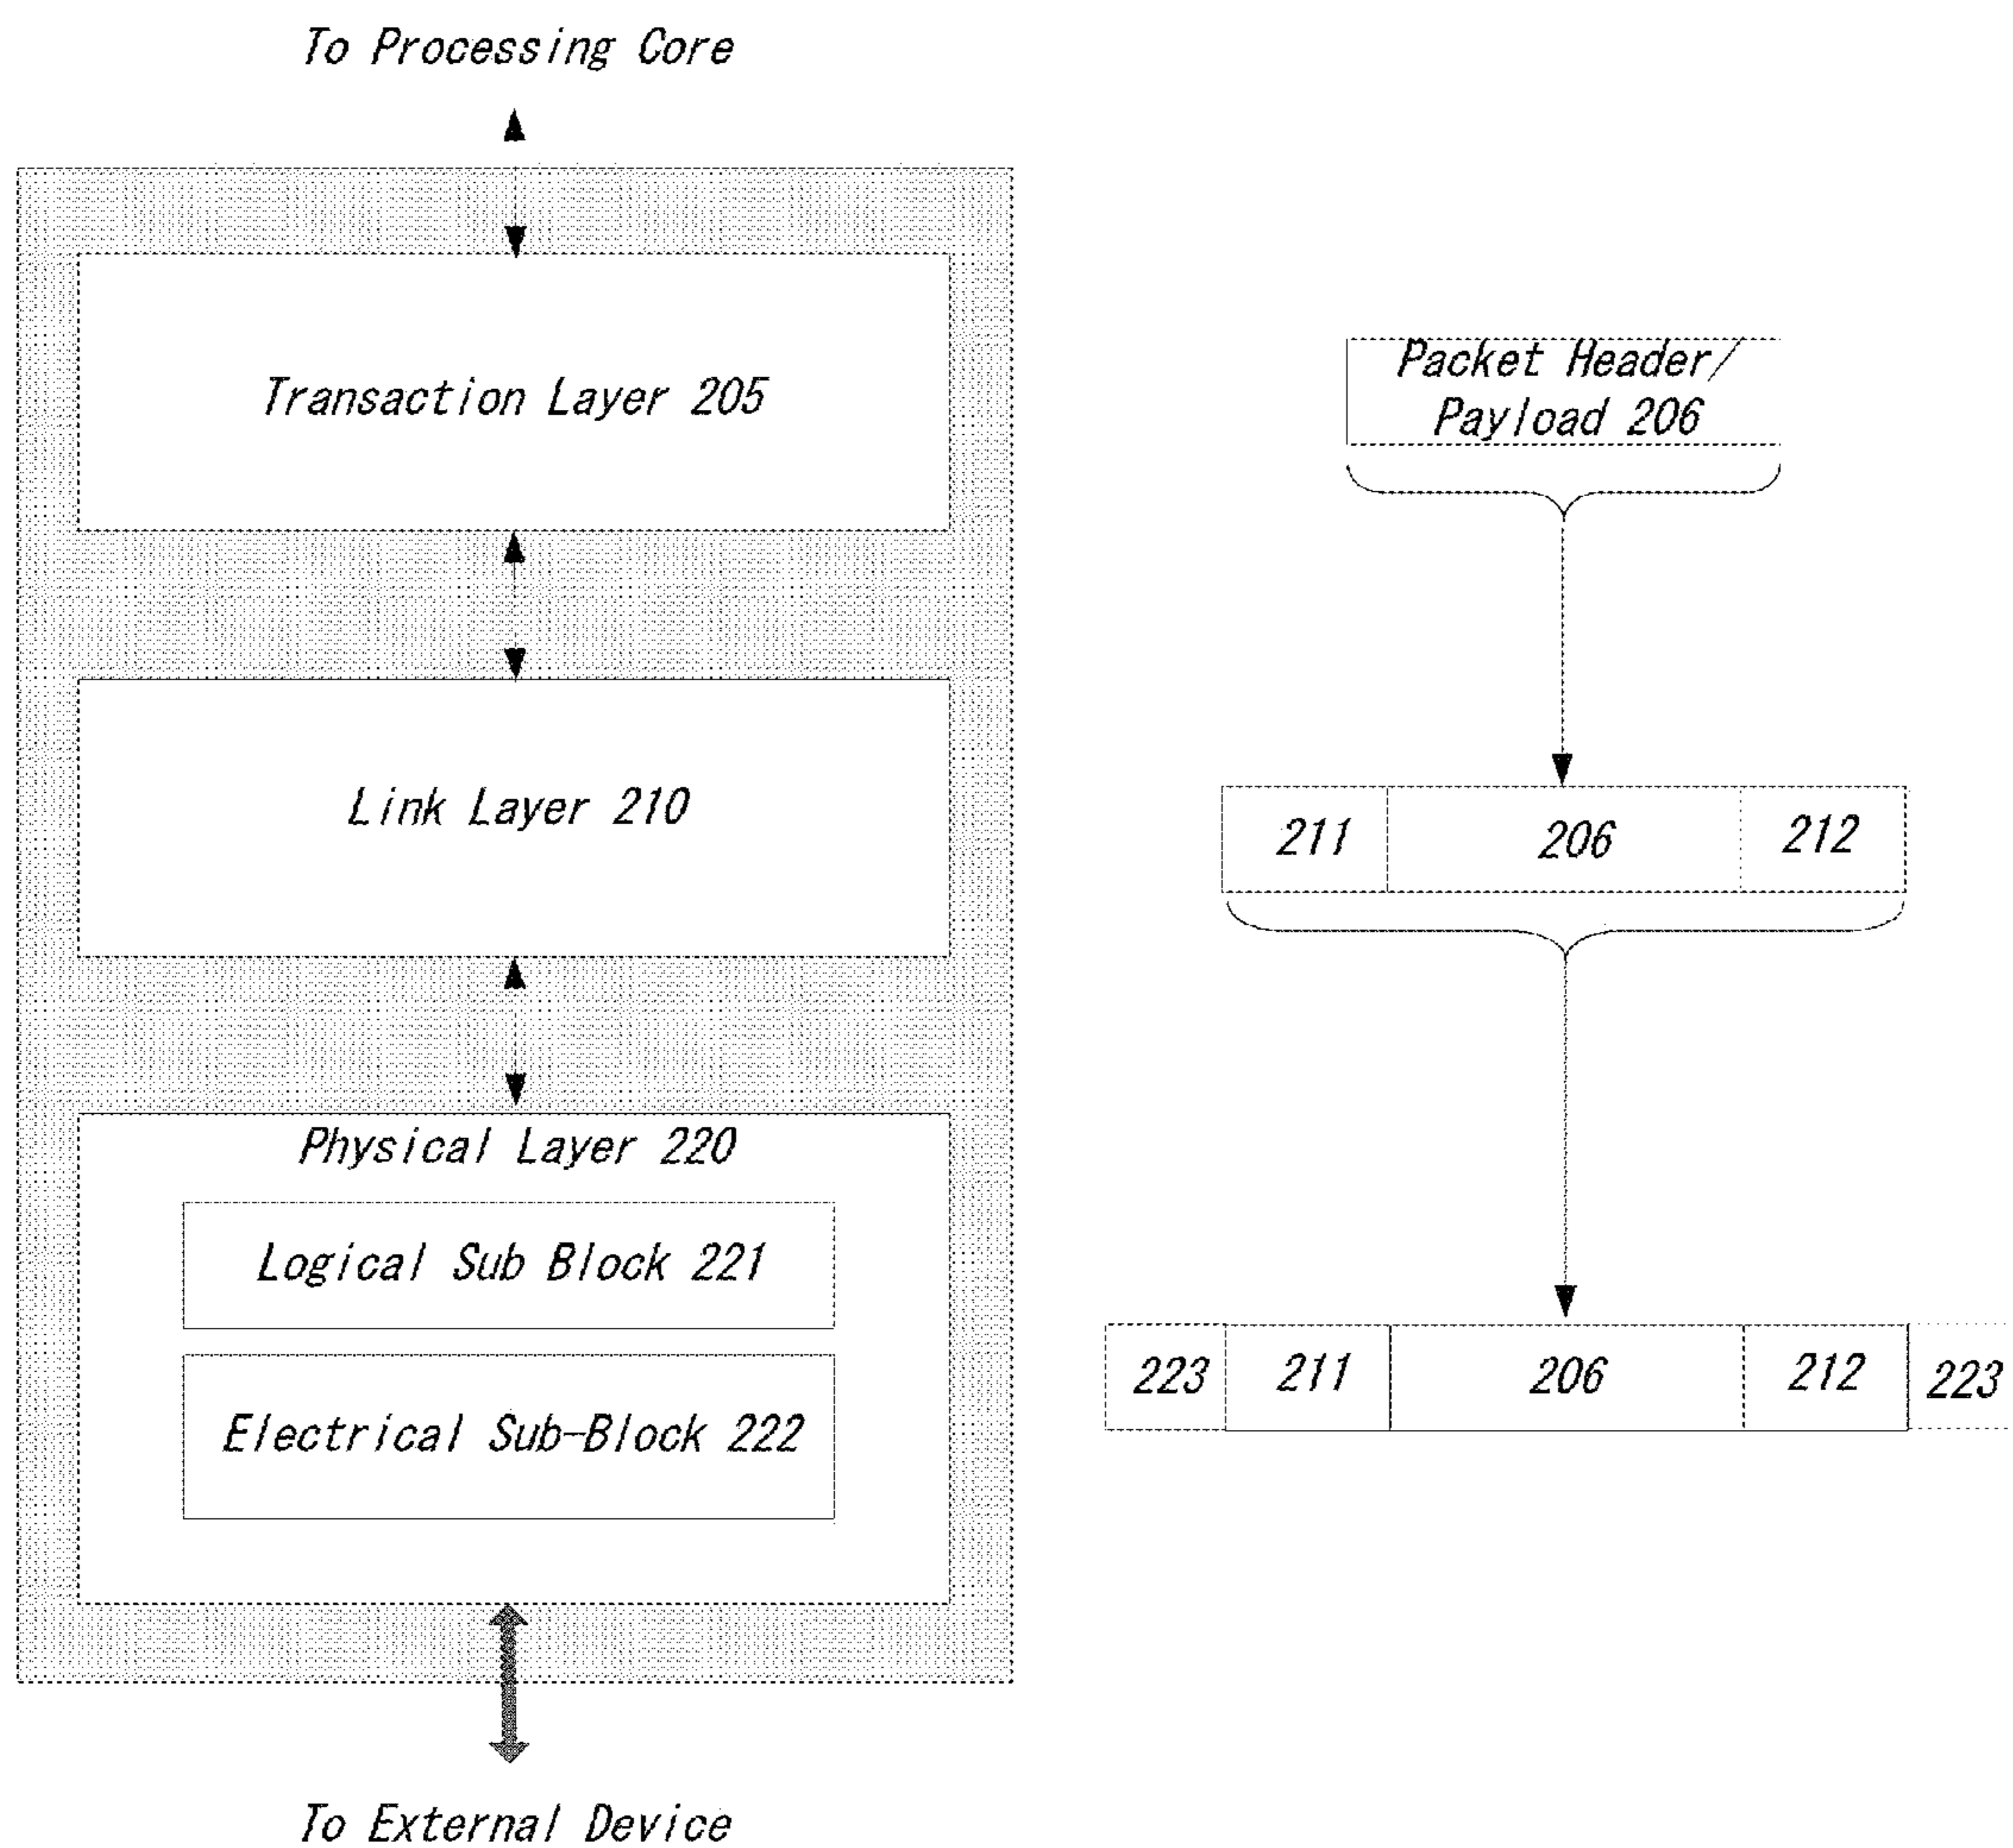 To Processing Core
Transaction Layer 205
Packet Header/
Payload 206
Link Layer 210
211 206 212
Physical Layer 220
Logical Sub Block 221
Electrical Sub-Block 222
223 211 206 212 223
To External Device